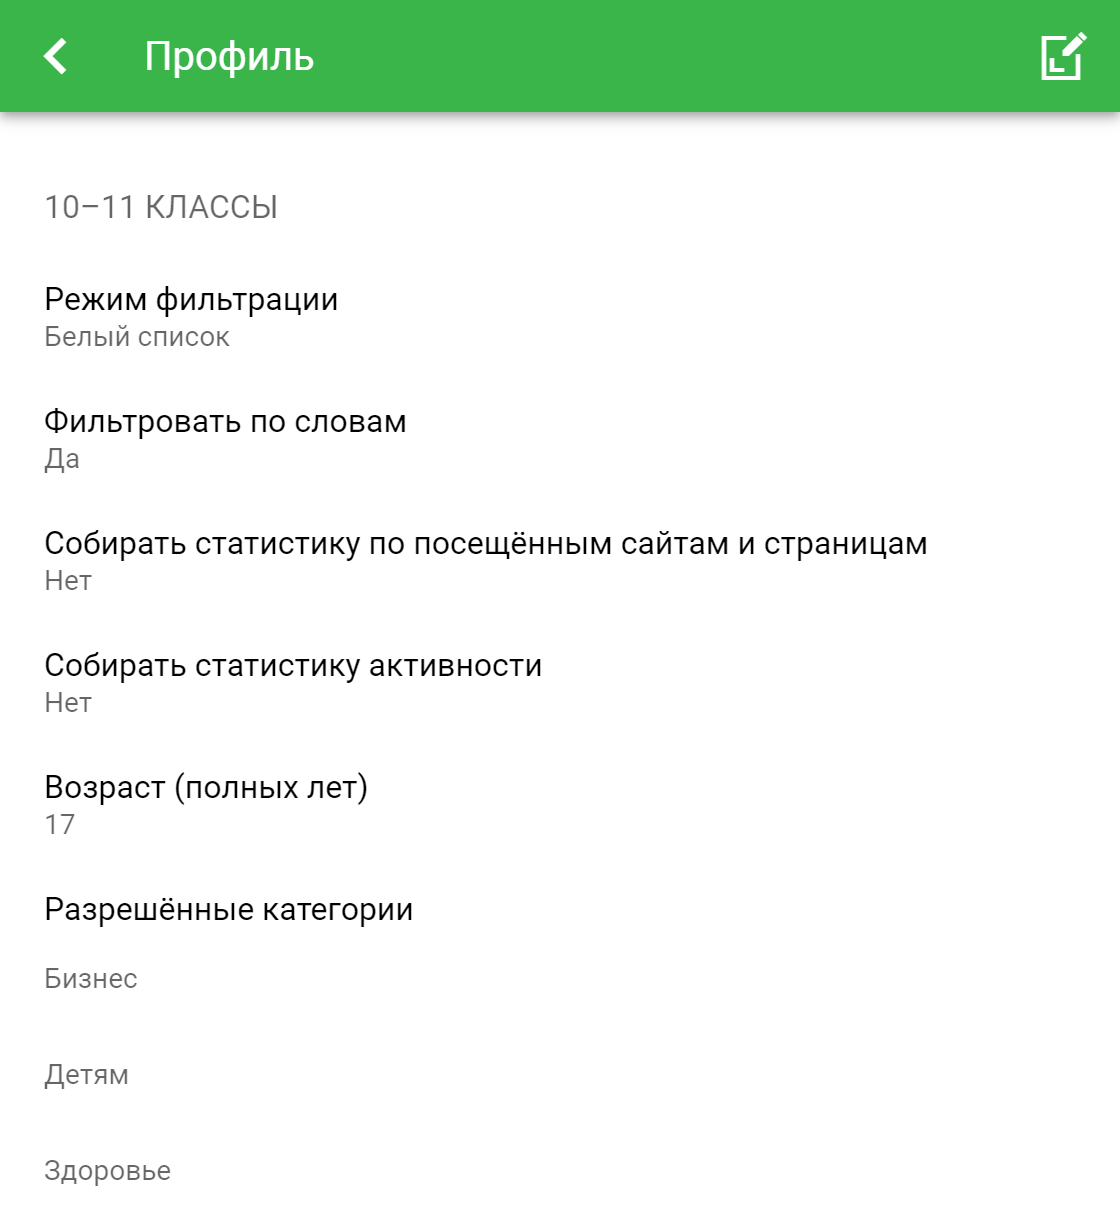 Профиль
10–11 КЛАССЫ
Режим фильтрации
Белый список
Фильтровать по словам
Да
Собирать статистику по посещённым сайтам и страницам
Нет
Собирать статистику активности
Нет
Возраст (полных лет)
17
Разрешённые категории
Бизнес
Детям
Здоровье